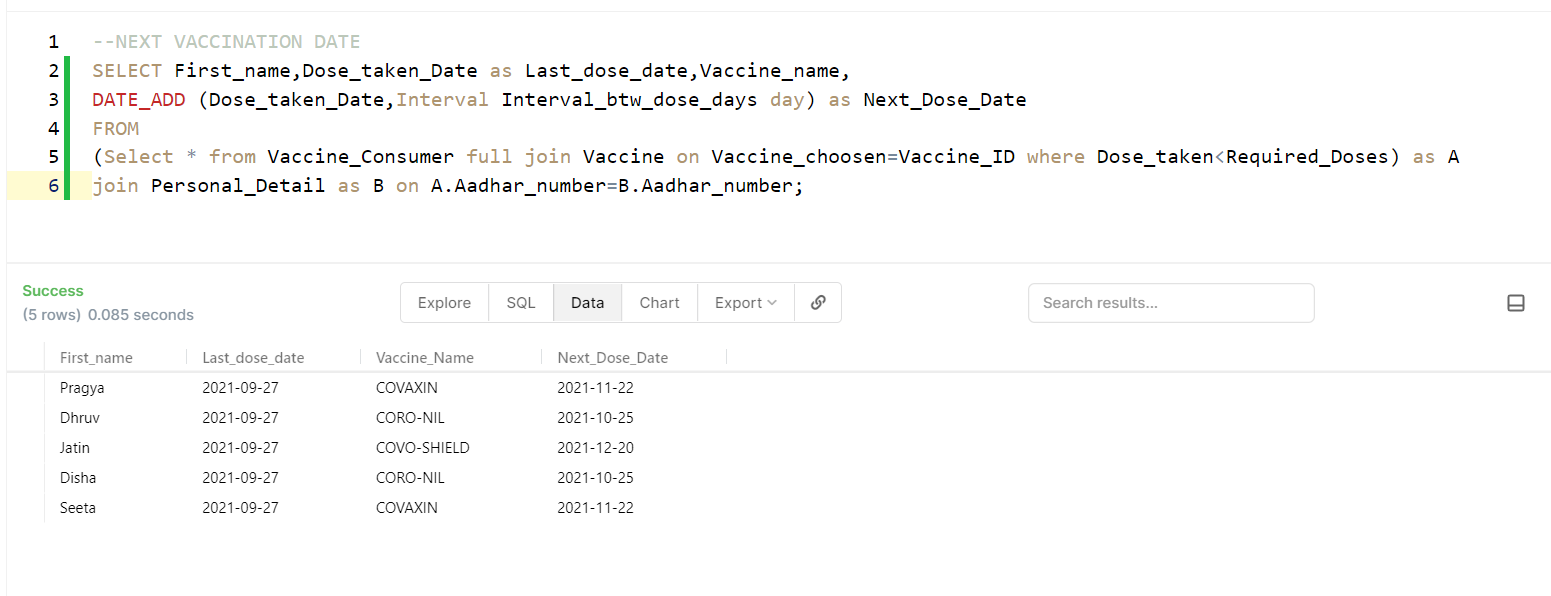 1 --NEXT VACCINATION DATE
2 SELECT First_name,Dose_taken_Date as Last_dose_date,Vaccine_name,
3 DATE_ADD (Dose_taken_Date,Interval Interval_btw_dose_days day) as Next_Dose_Date
4 FROM
5 (Select * from Vaccine_Consumer full join Vaccine on Vaccine_choosen=Vaccine_ID where Dose_taken<Required_Doses) as A
6 join Personal_Detail as B on A.Aadhar_number=B.Aadhar_number;
Success
(5 rows) 0.085 seconds
Explore SQL Data Chart Export
Search results...
First_name Last_dose_date Vaccine_Name Next_Dose_Date
Pragya 2021-09-27 COVAXIN 2021-11-22
Dhruv 2021-09-27 CORO-NIL 2021-10-25
Jatin 2021-09-27 COVO-SHIELD 2021-12-20
Disha 2021-09-27 CORO-NIL 2021-10-25
Seeta 2021-09-27 COVAXIN 2021-11-22